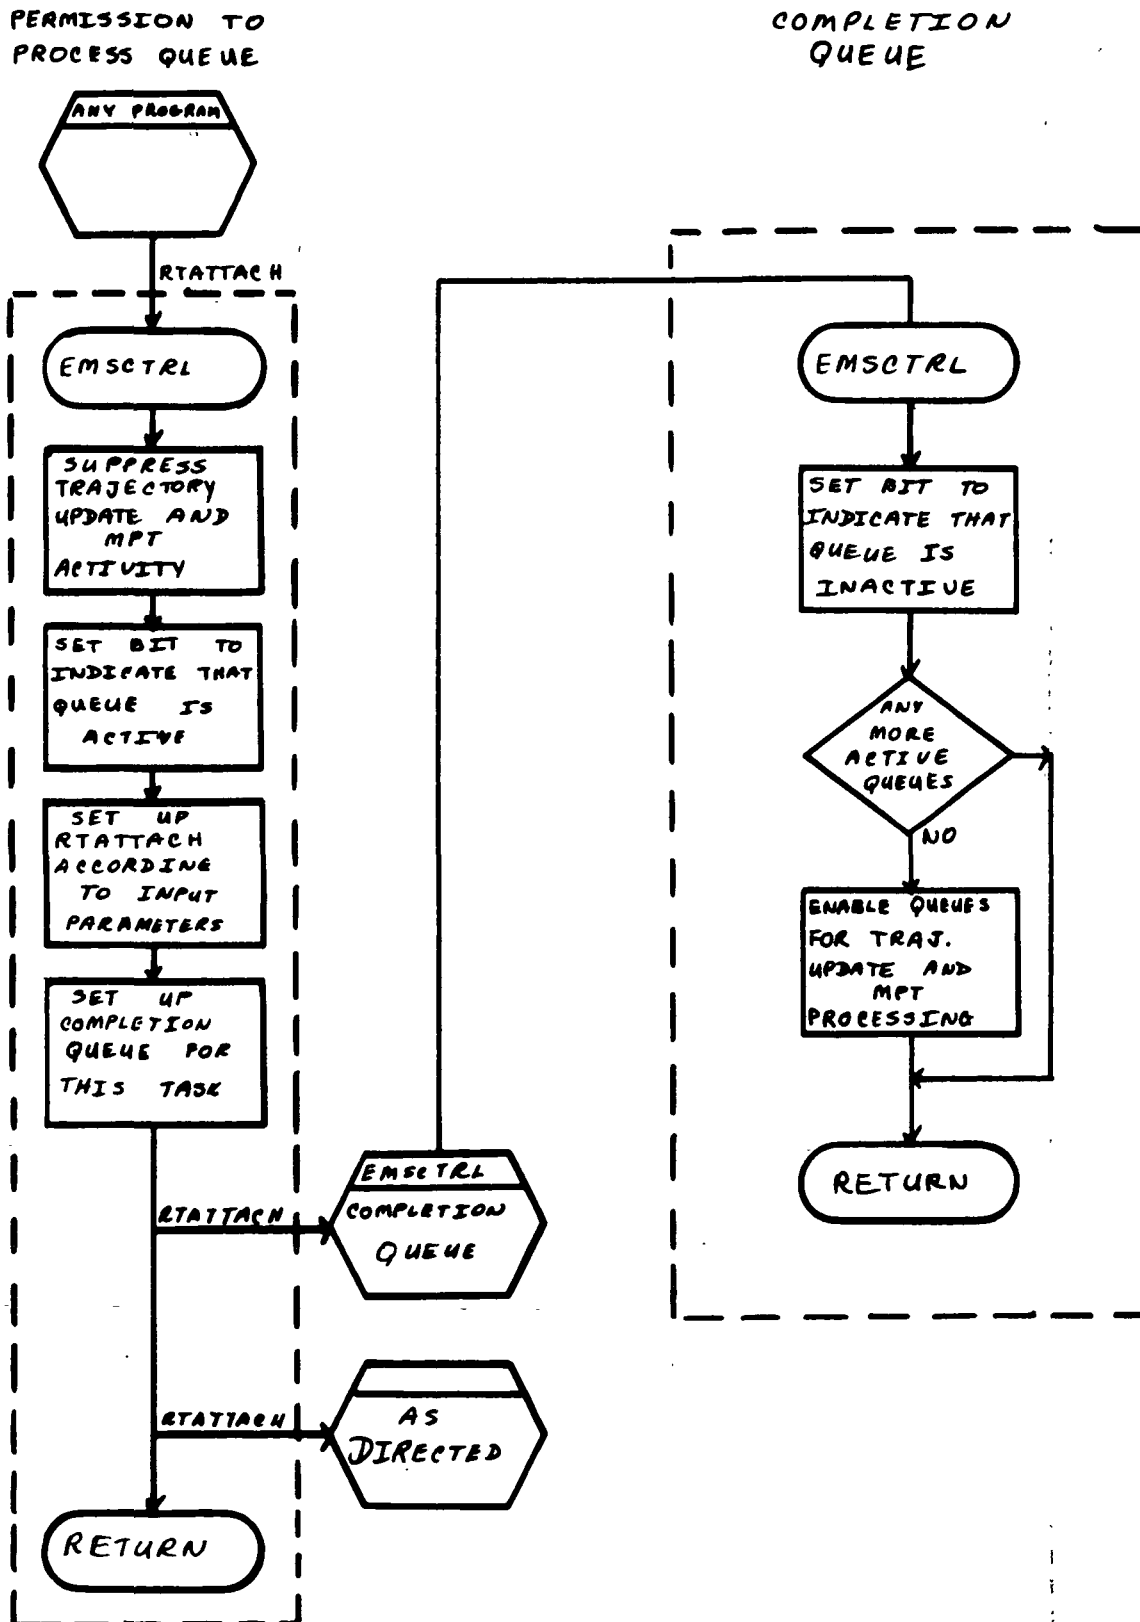 PERMISSION TO
PROCESS QUEUE
ANY PROGRAM
RTATTACH
EMSCTRL
SUPPRESS
TRAJECTORY
UPDATE AND
MPT
ACTIVITY
SET BIT TO
INDICATE THAT
QUEUE IS
ACTIVE
SET UP
RTATTACH
ACCORDING
TO INPUT
PARAMETERS
SET UP
COMPLETION
QUEUE FOR
THIS TASK
RTATTACH
EMSCTRL
COMPLETION
QUEUE
RTATTACH
AS
DIRECTED
RETURN
COMPLETION
QUEUE
EMSCTRL
SET BIT TO
INDICATE THAT
QUEUE IS
INACTIVE
ANY
MORE
ACTIVE
QUEUES
NO
ENABLE QUEUES
FOR TRAJ.
UPDATE AND
MPT
PROCESSING
RETURN